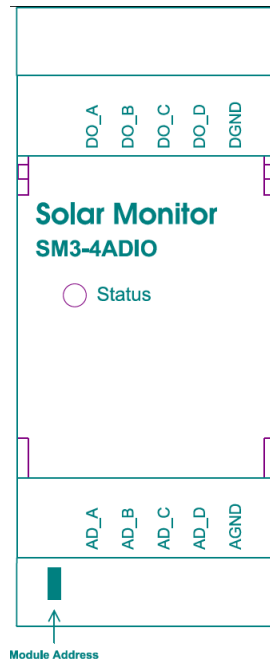 DO_A
DO_B
DO_C
DO_D
DGND
Solar Monitor
SM3-4ADIO
Status
AD_A
AD_B
AD_C
AD_D
AGND
Module Address